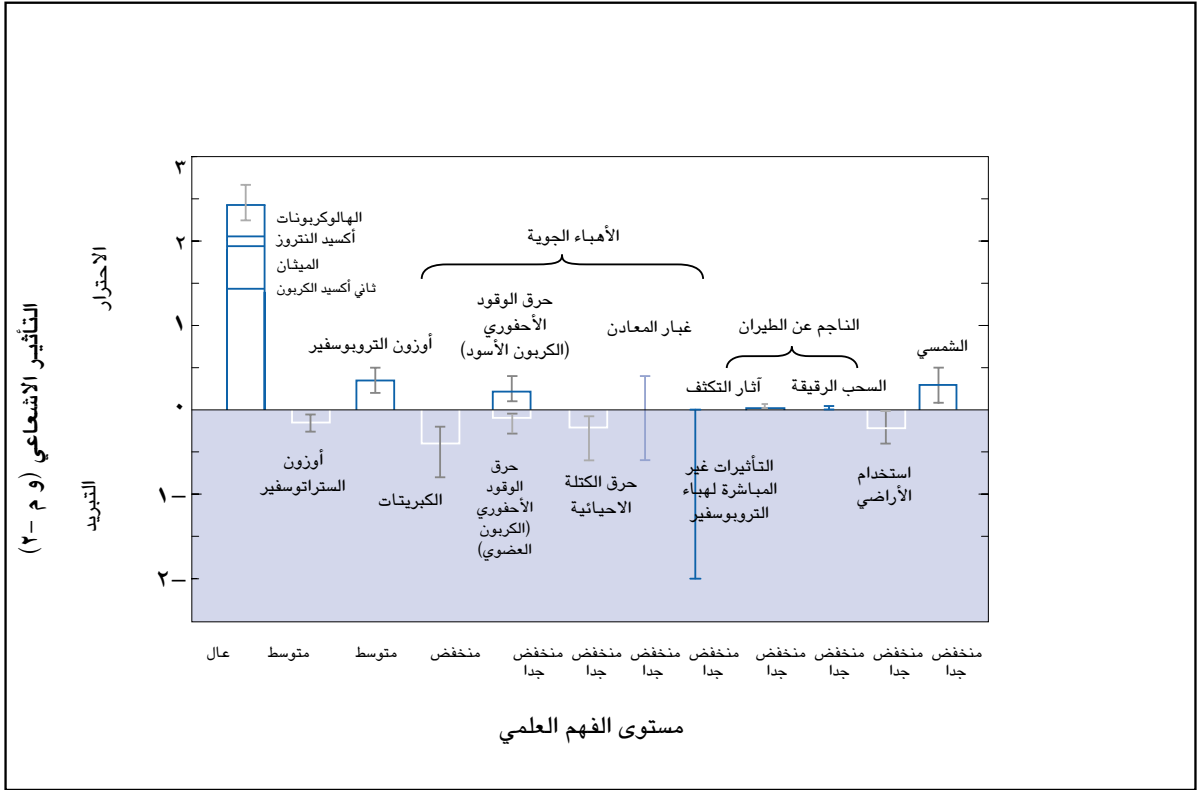 التأثير الاشعاعي (و م −٢)
الاحترار
التبريد
٣
٢
١
٠
١−
٢−
الهالوكربونات
أكسيد النتروز
الميثان
ثاني أكسيد الكربون
أوزون
الستراتوسفير
أوزون التروبوسفير
الأهباء الجوية
الكبريتات
حرق الوقود
الأحفوري
(الكربون الأسود)
حرق
الوقود
الأحفوري
(الكربون
العضوي)
حرق الكتلة
الاحيائية
غبار المعادن
التأثيرات غير
المباشرة لهباء
التروبوسفير
الناجم عن الطيران
آثار التكثف
السحب الرقيقة
استخدام
الأراضي
الشمسي
عال
متوسط
متوسط
منخفض
منخفض
جدا
منخفض
جدا
منخفض
جدا
منخفض
جدا
منخفض
جدا
منخفض
جدا
منخفض
جدا
منخفض
جدا
مستوى الفهم العلمي